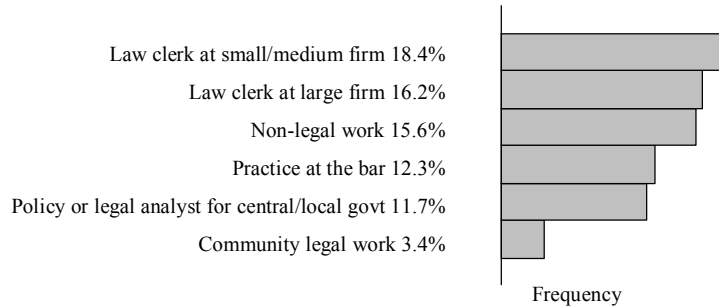 Law clerk at small/medium firm 18.4%
Law clerk at large firm 16.2%
Non-legal work 15.6%
Practice at the bar 12.3%
Policy or legal analyst for central/local govt 11.7%
Community legal work 3.4%
Frequency